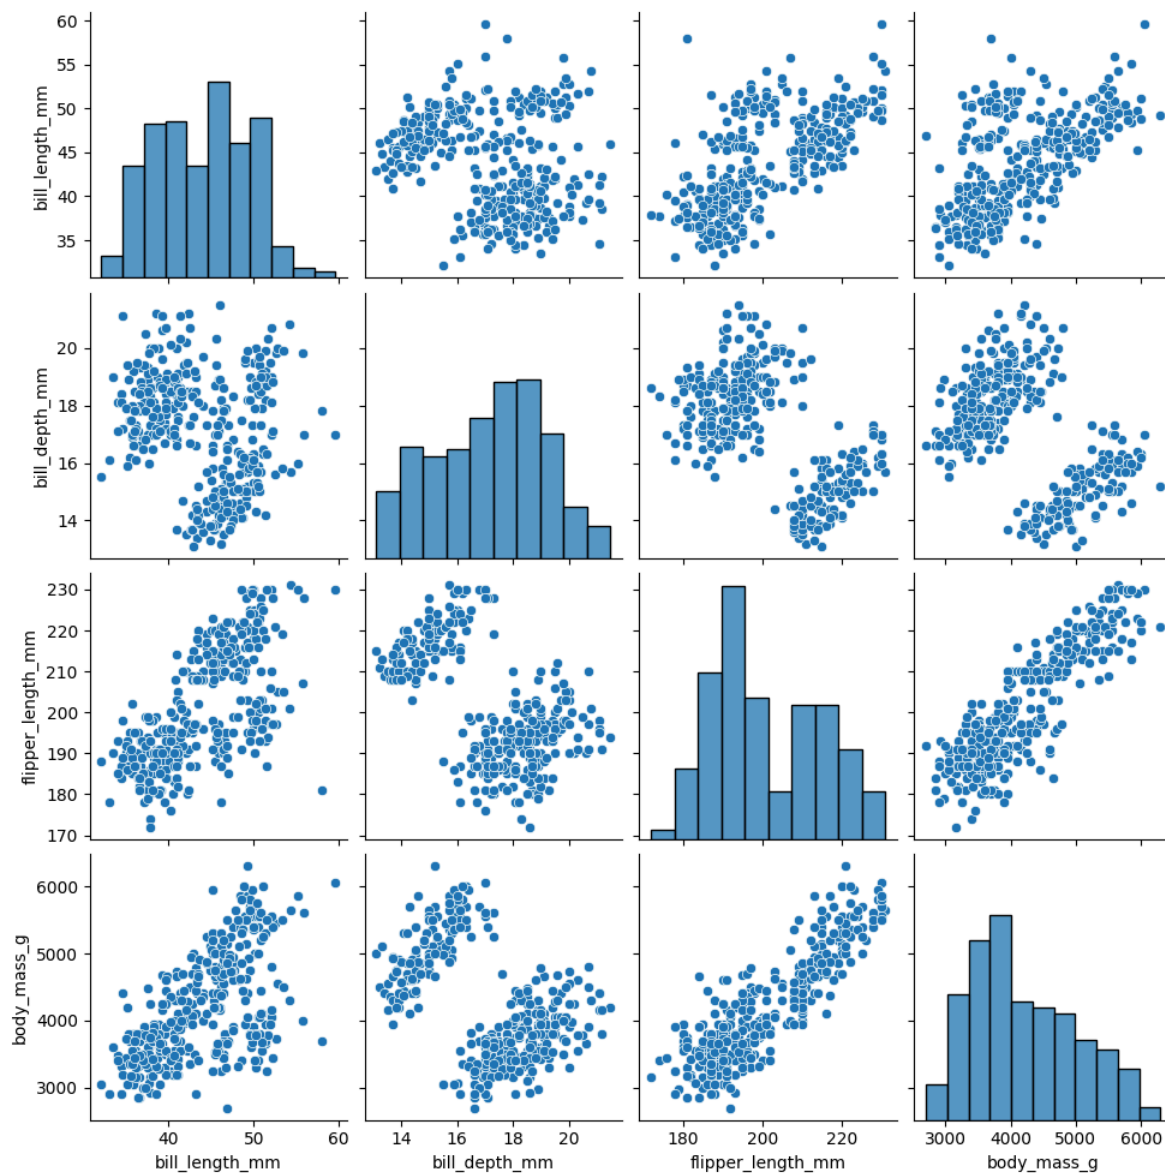 60
55
50
45
40
35
bill_length_mm
20
18
16
14
bill_depth_mm
230
220
210
200
190
180
170
flipper_length_mm
6000
5000
4000
3000
body_mass_g
40 50 60
bill_length_mm
14 16 18 20
bill_depth_mm
180 200 220
flipper_length_mm
3000 4000 5000 6000
body_mass_g